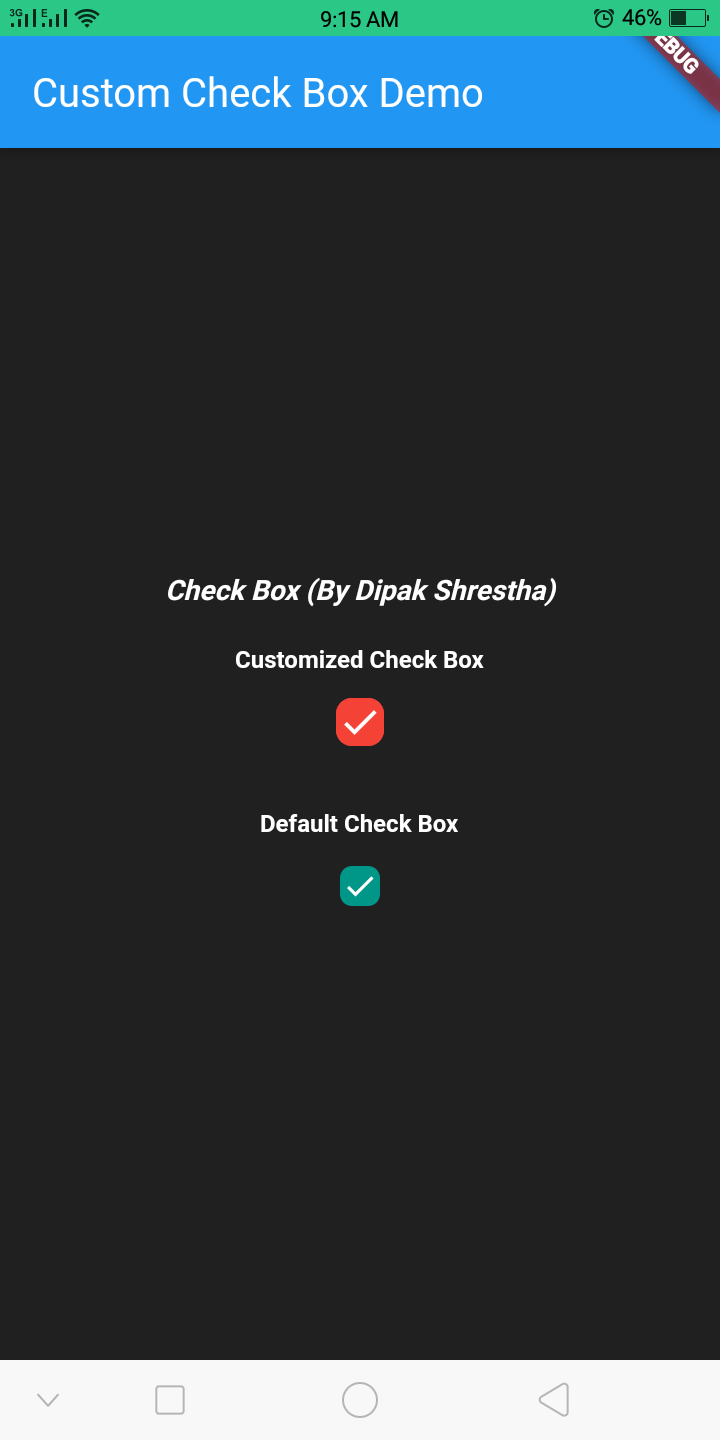 3G E 9:15 AM 46%
Custom Check Box Demo
EBUG
Check Box (By Dipak Shrestha)
Customized Check Box
Default Check Box